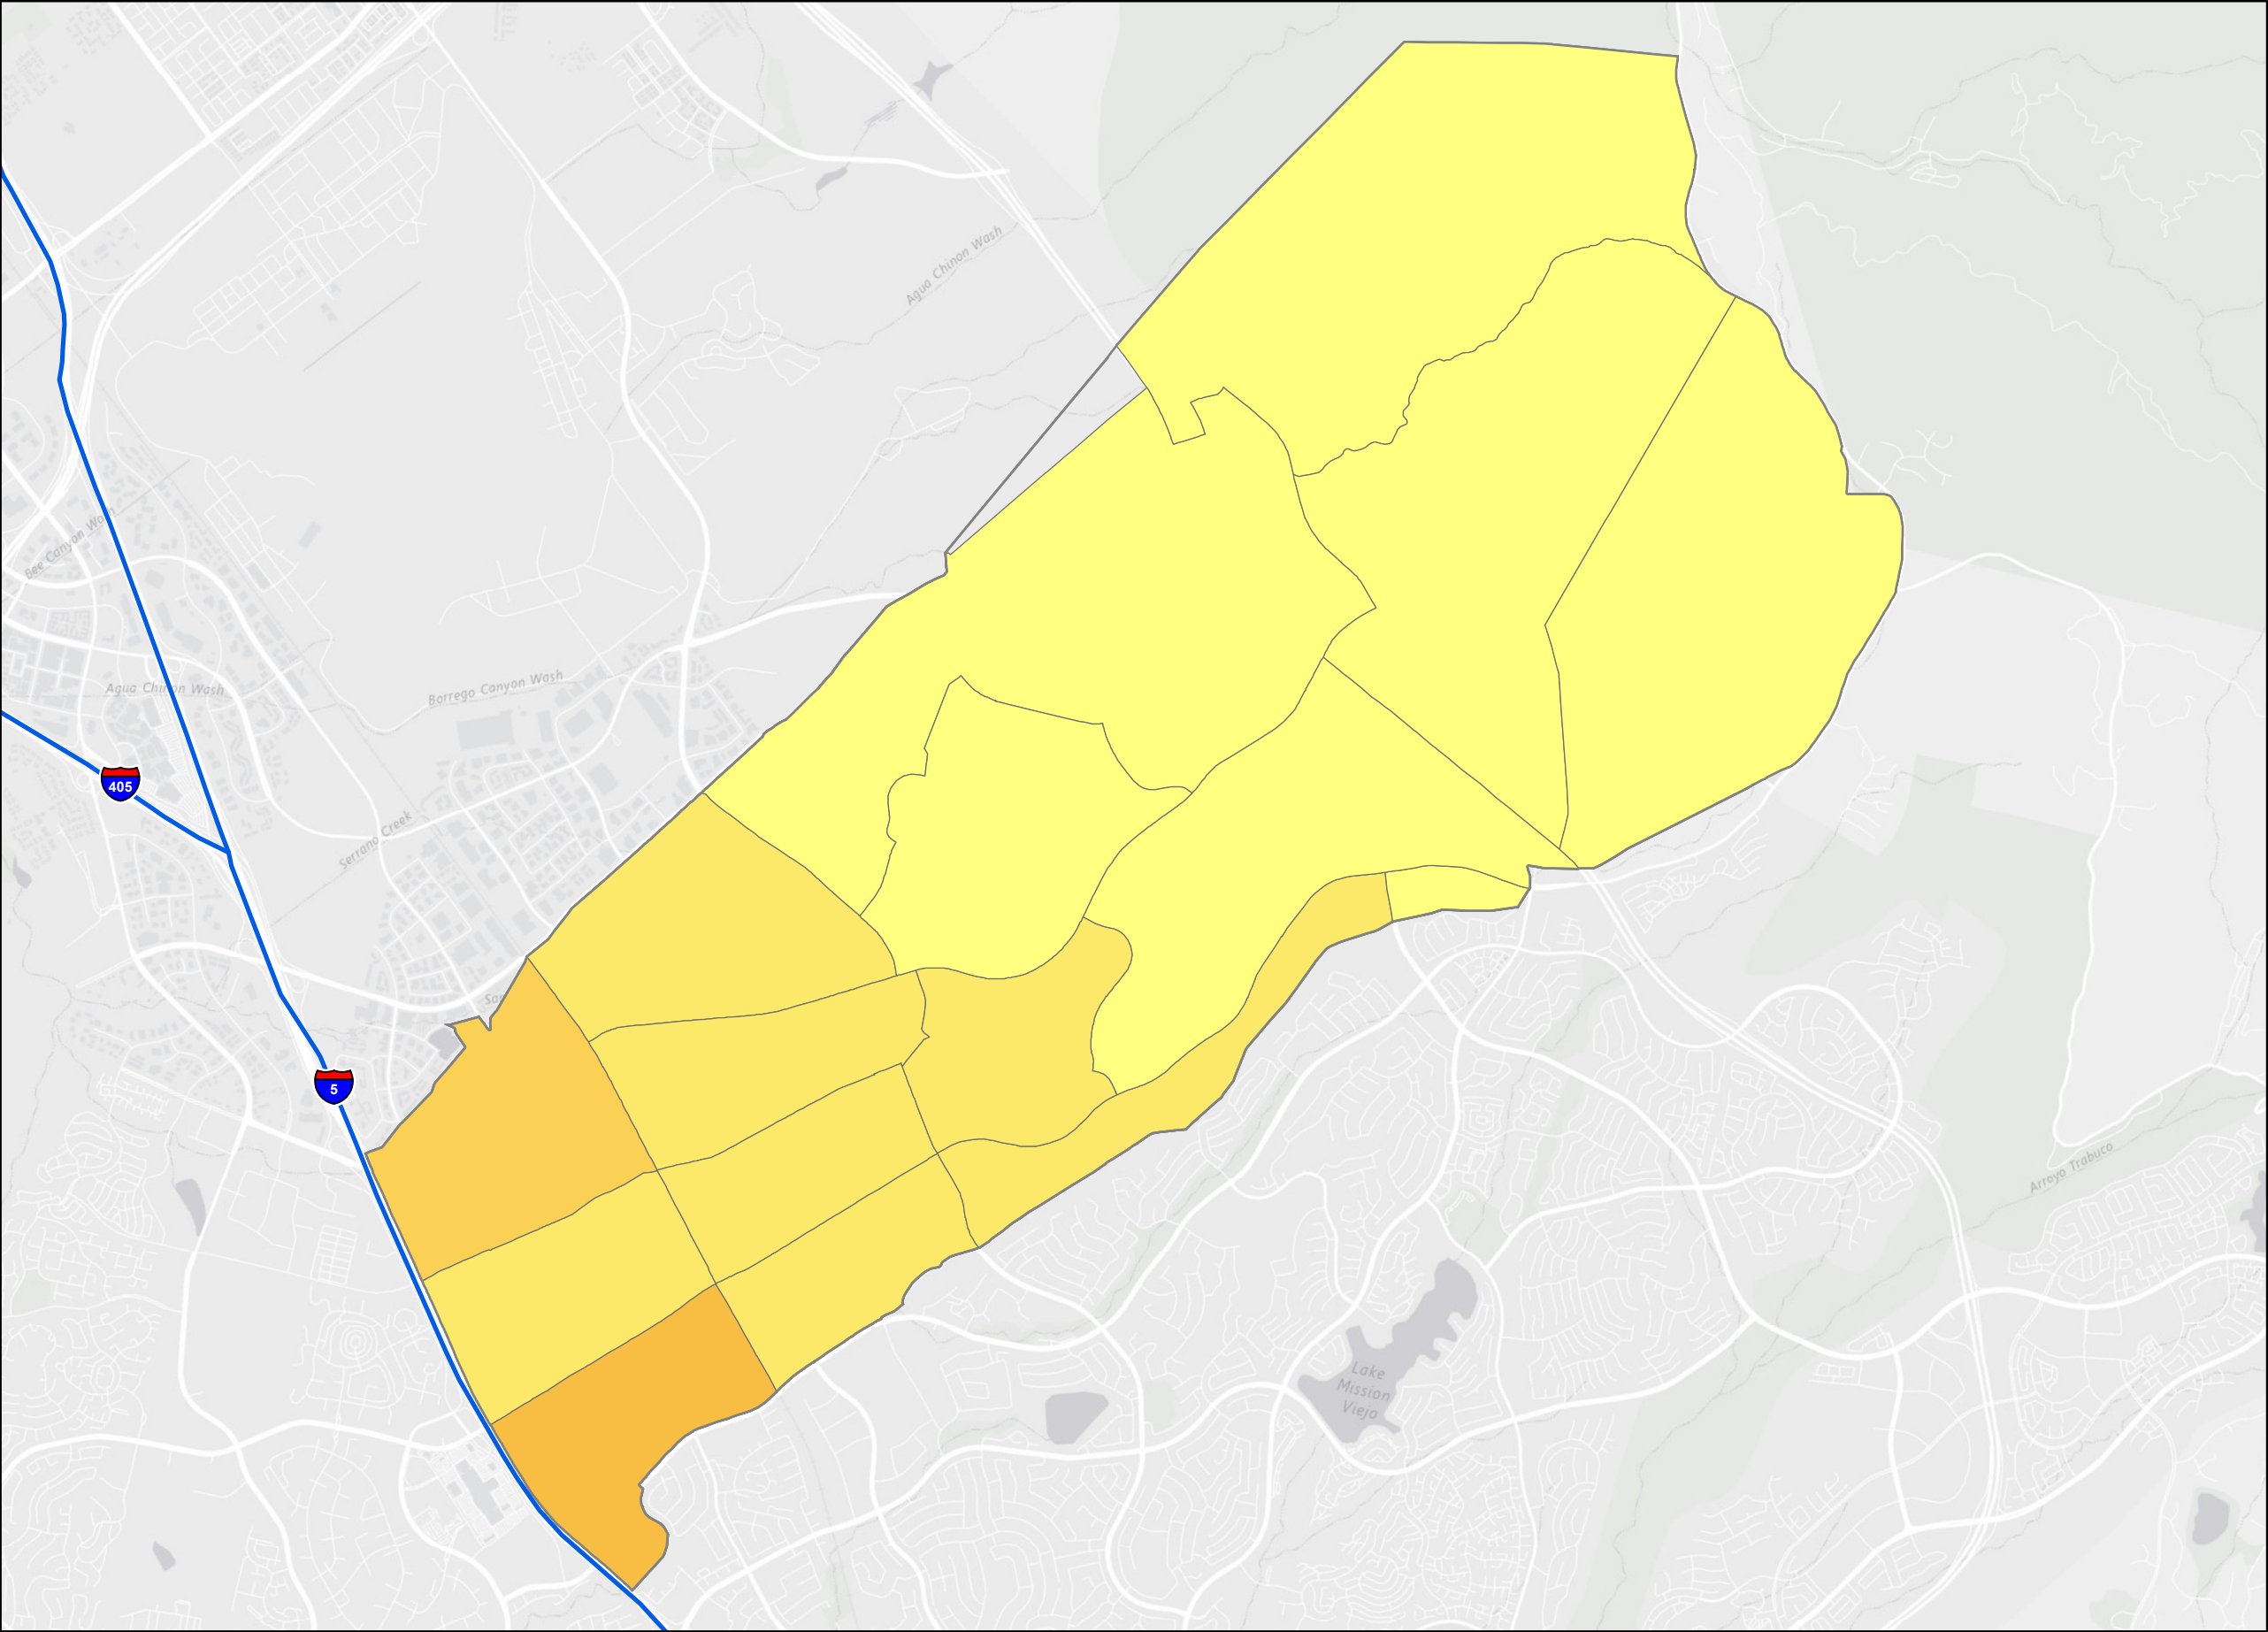 Agua Chinon Wash
Bee Canyon Wash
Agua Chinon Wash
Borrego Canyon Wash
405
Serrano Creek
5
Arroyo Trabuco
Lake
Mission
Viejo